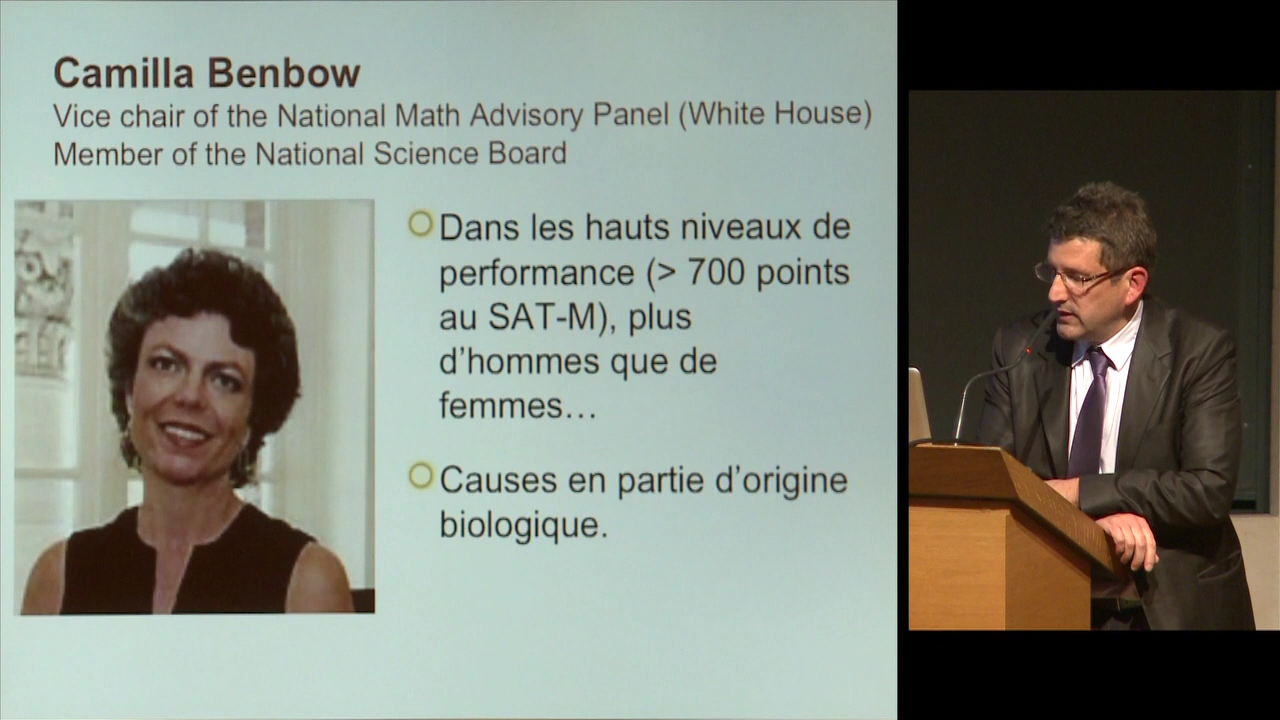 Camilla Benbow
Vice chair of the National Math Advisory Panel (White House)
Member of the National Science Board
Dans les hauts niveaux de
performance (> 700 points
au SAT-M), plus
d’hommes que de
femmes…
Causes en partie d’origine
biologique.